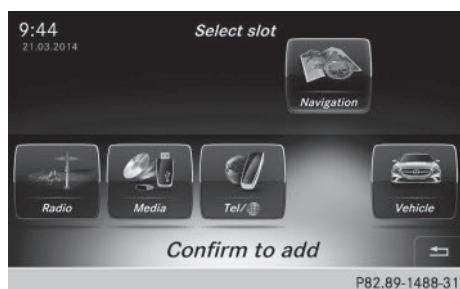 9:44
Select slot
21.03.2014
Navigation
Radio
Media
Tel/
Vehicle
Confirm to add
P82.89-1488-31